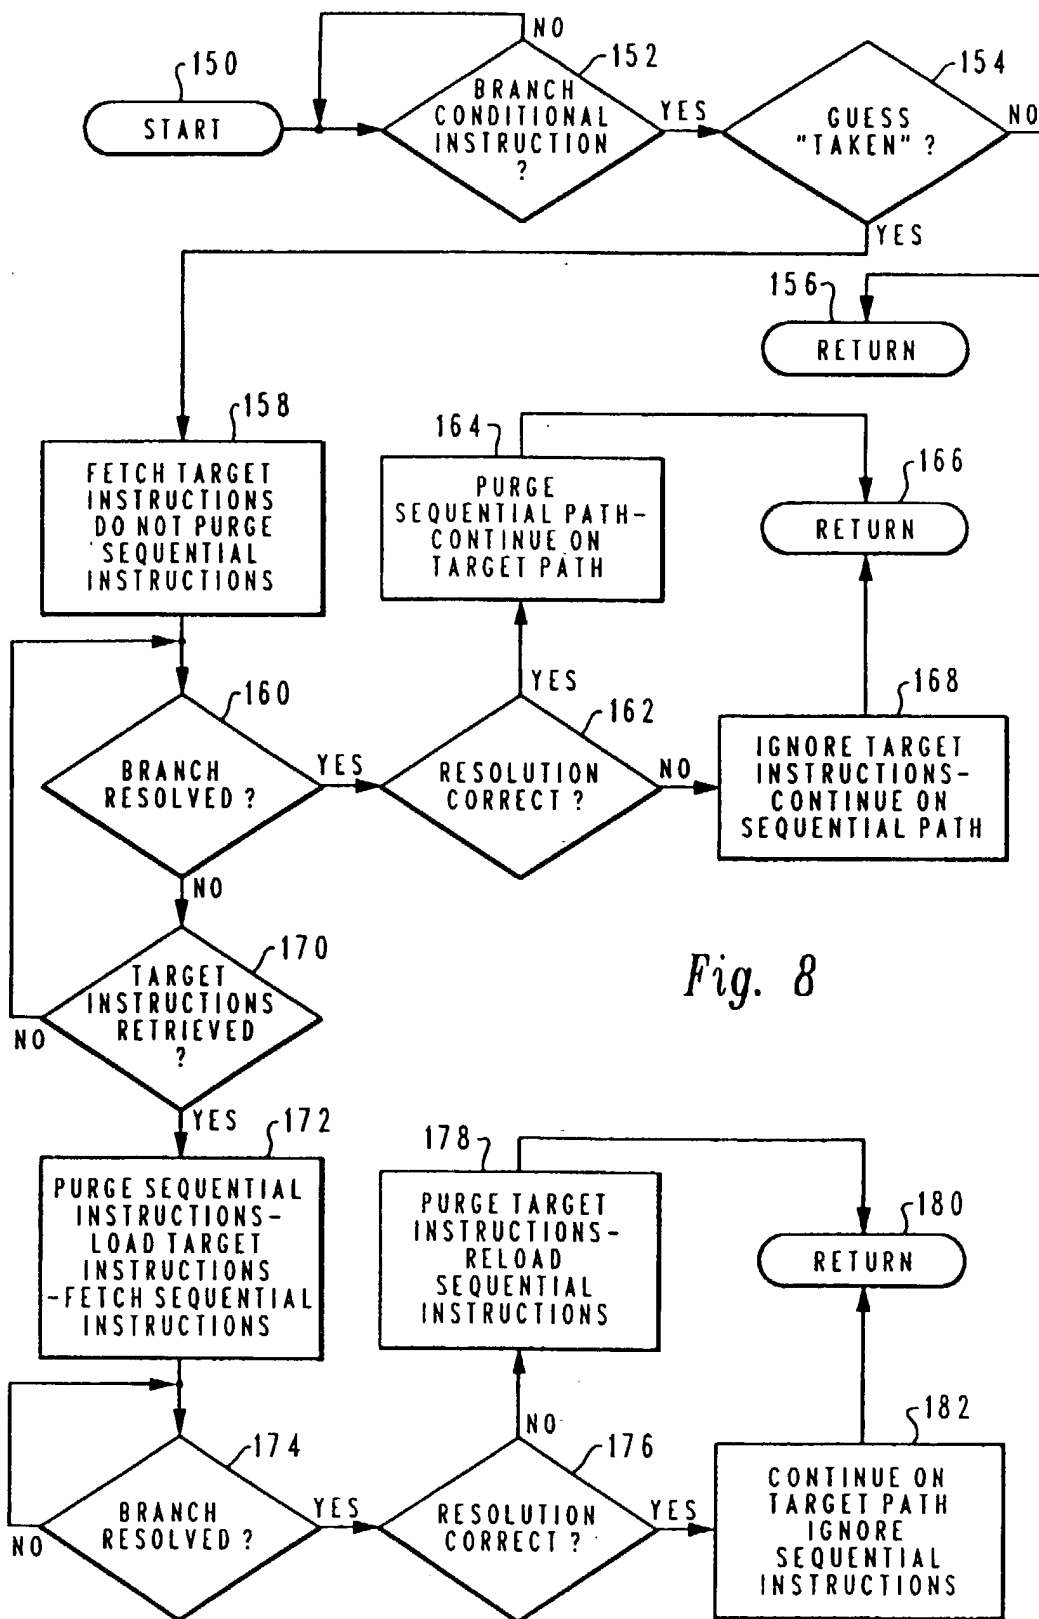 NO
150
START
152
BRANCH
CONDITIONAL
INSTRUCTION
?
YES
154
GUESS
"TAKEN" ?
NO
YES
156
RETURN
158
FETCH TARGET
INSTRUCTIONS
DO NOT PURGE
SEQUENTIAL
INSTRUCTIONS
164
PURGE
SEQUENTIAL PATH-
CONTINUE ON
TARGET PATH
166
RETURN
160
BRANCH
RESOLVED ?
YES
NO
162
RESOLUTION
CORRECT ?
YES
NO
168
IGNORE TARGET
INSTRUCTIONS-
CONTINUE ON
SEQUENTIAL PATH
170
TARGET
INSTRUCTIONS
RETRIEVED
?
NO
YES
Fig. 8
172
PURGE SEQUENTIAL
INSTRUCTIONS-
LOAD TARGET
INSTRUCTIONS
-FETCH SEQUENTIAL
INSTRUCTIONS
178
PURGE TARGET
INSTRUCTIONS-
RELOAD
SEQUENTIAL
INSTRUCTIONS
180
RETURN
174
BRANCH
RESOLVED ?
NO
YES
176
RESOLUTION
CORRECT ?
NO
YES
182
CONTINUE ON
TARGET PATH
IGNORE
SEQUENTIAL
INSTRUCTIONS